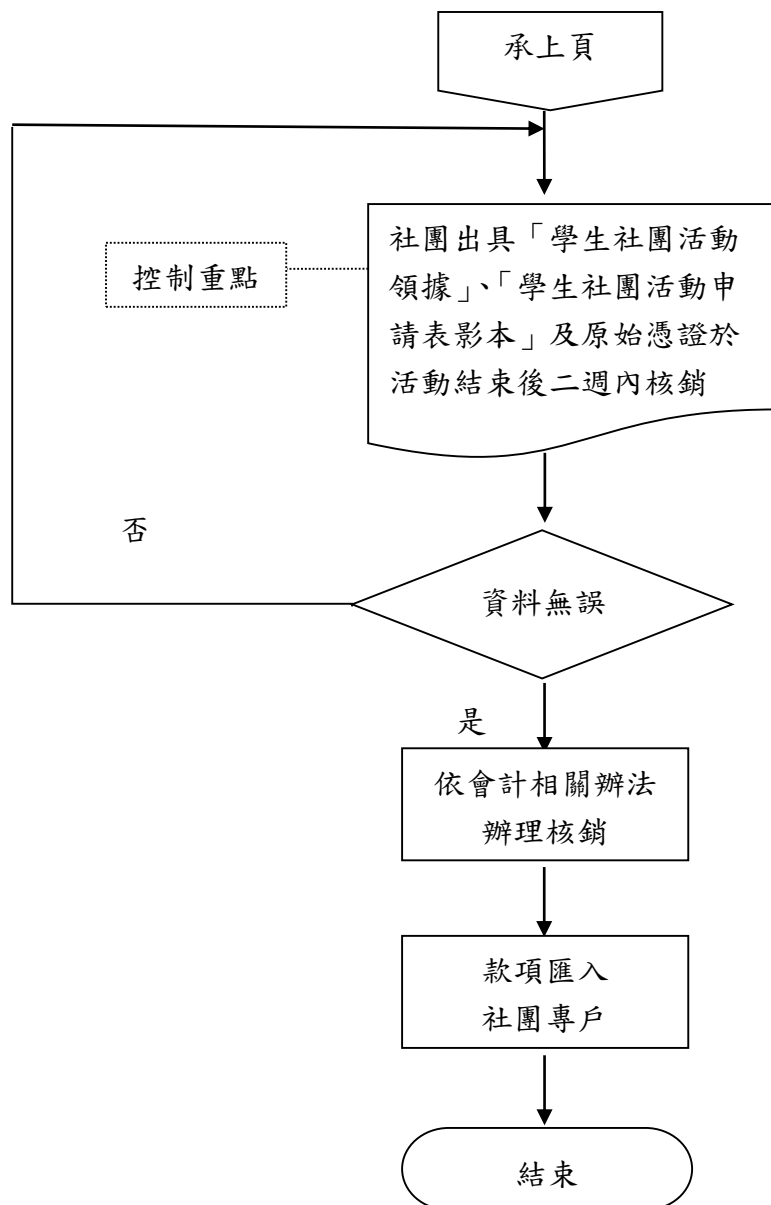 承上頁
控制重點
社團出具「學生社團活動
領據」、「學生社團活動申
請表影本」及原始憑證於
活動結束後二週內核銷
否
資料無誤
是
依會計相關辦法
辦理核銷
款項匯入
社團專戶
結束